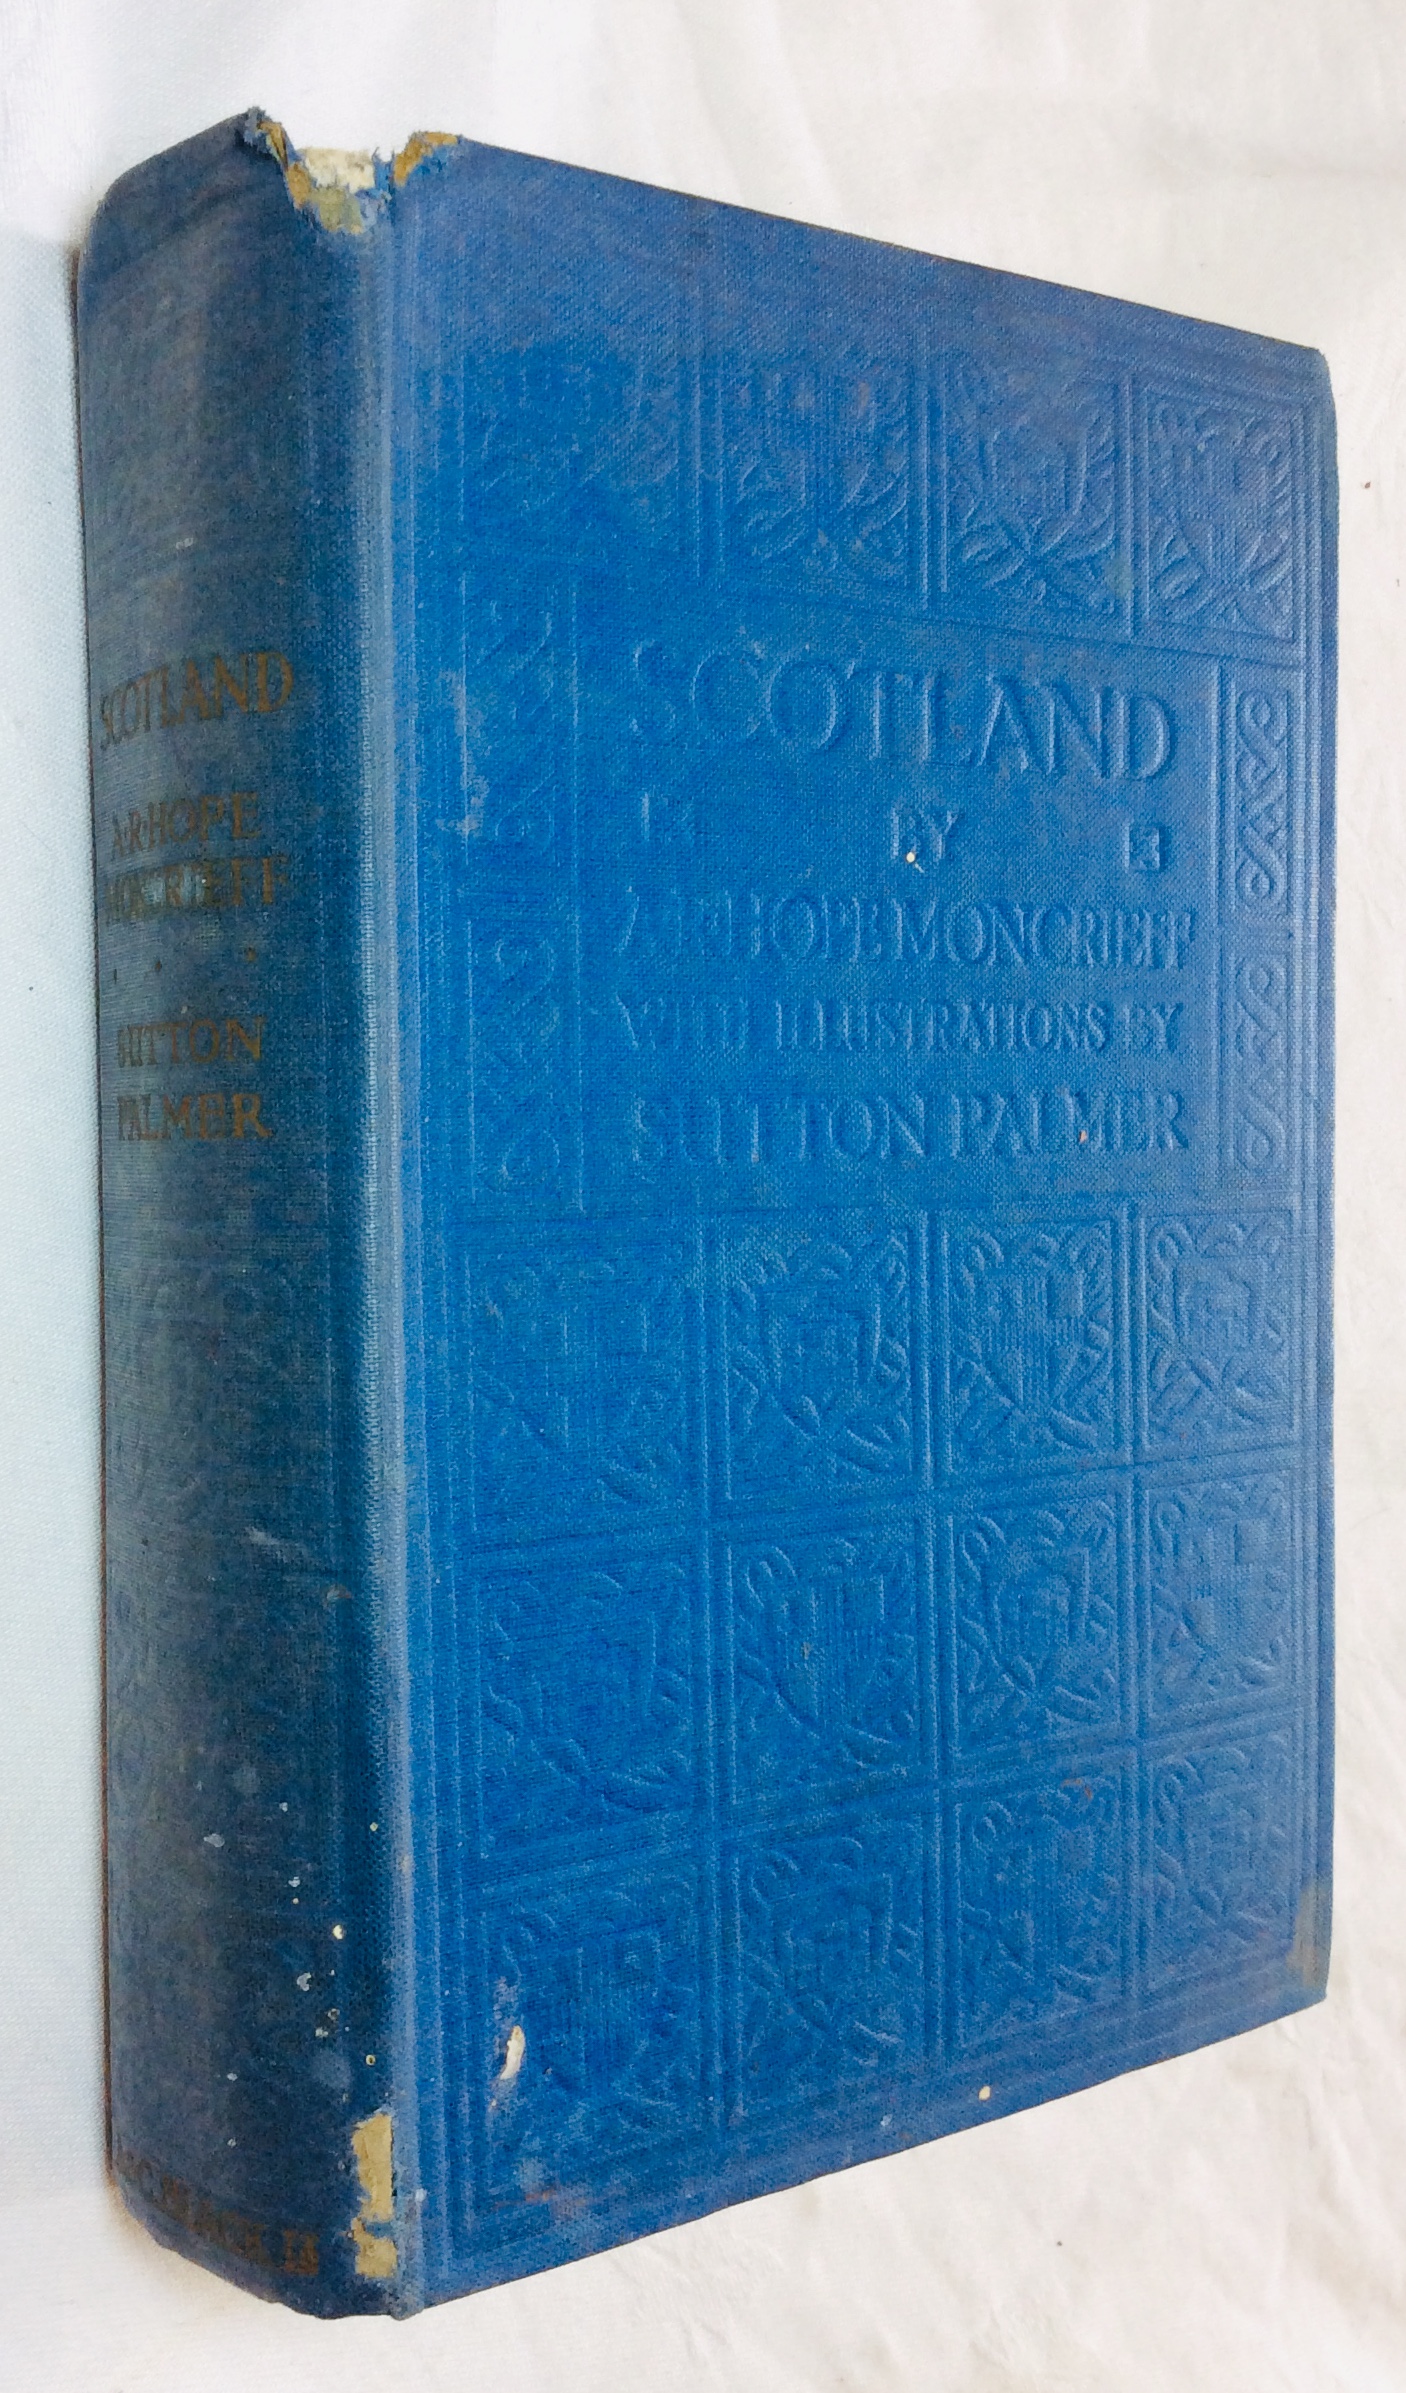 SCOTLAND
A·R·HOPE
MONCRIEFF
SUTTON
PALMER
SCOTLAND
BY
A·R·HOPE MONCRIEFF
WITH ILLUSTRATIONS BY
SUTTON PALMER